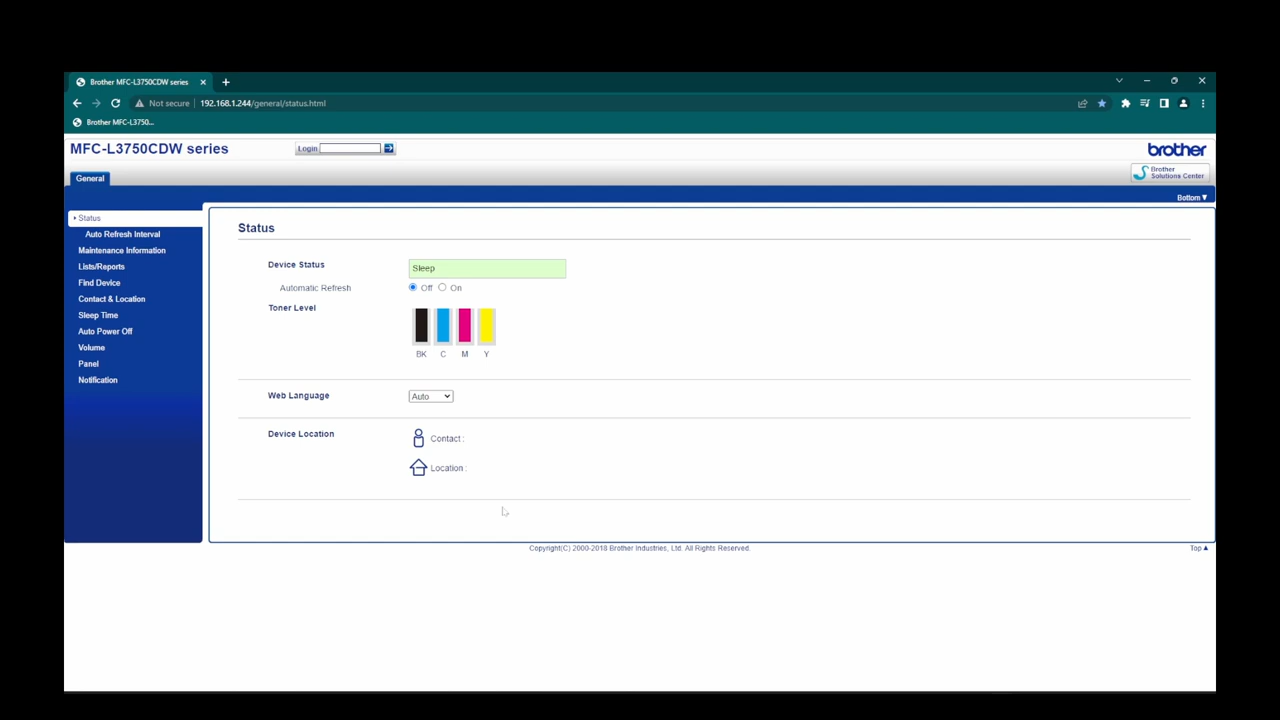 Brother MFC-L3750CDW series
Not secure 192.168.1.244/general/status.html
Brother MFC-L3750...
MFC-L3750CDW series Login brother
Brother
Solutions Center
General
Bottom▼
Status
Auto Refresh Interval
Maintenance Information
Lists/Reports
Find Device
Contact & Location
Sleep Time
Auto Power Off
Volume
Panel
Notification
Status
Device Status Sleep
Automatic Refresh Off On
Toner Level
BK C M Y
Web Language Auto
Device Location Contact :
Location :
Copyright(C) 2000-2018 Brother Industries, Ltd. All Rights Reserved.
Top▲